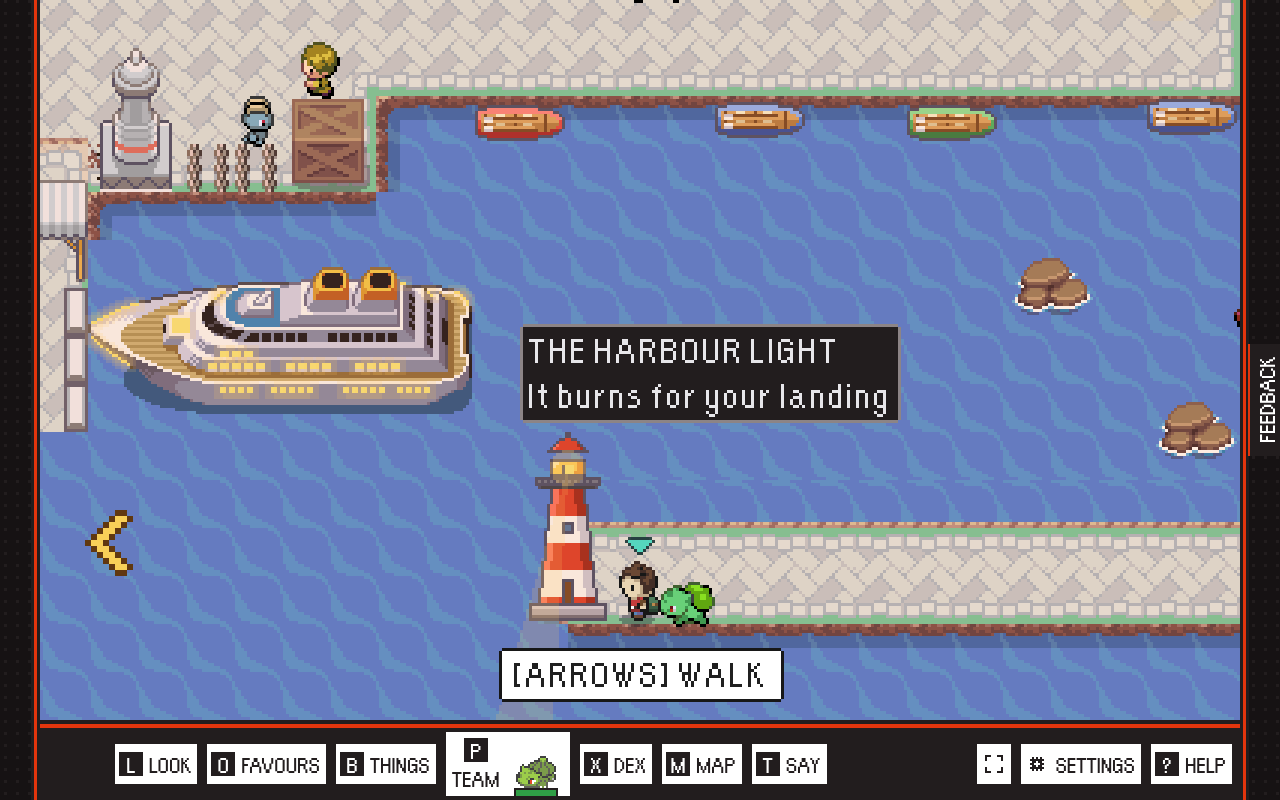 THE HARBOUR LIGHT
It burns for your landing
FEEDBACK
[ARROWS] WALK
L LOOK
O FAVOURS
B THINGS
P TEAM
X DEX
M MAP
T SAY
SETTINGS
? HELP